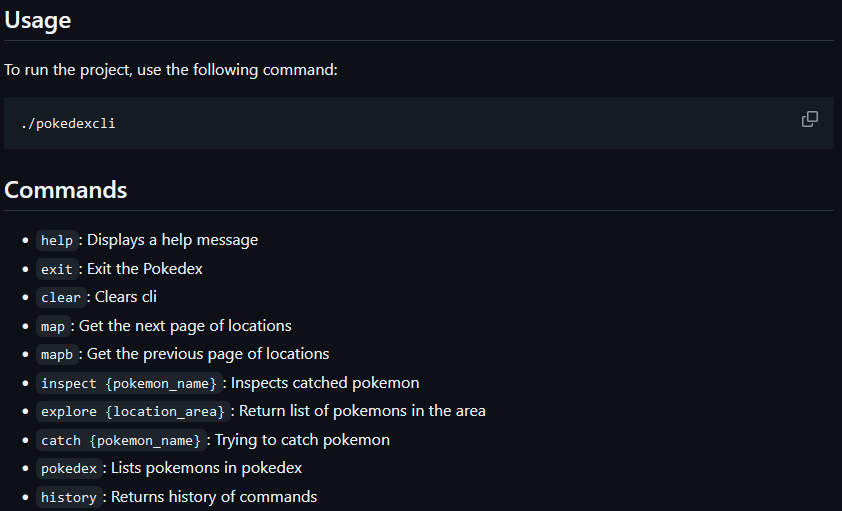 Usage
To run the project, use the following command:
./pokedexcli
Commands
help: Displays a help message
exit: Exit the Pokedex
clear: Clears cli
map: Get the next page of locations
mapb: Get the previous page of locations
inspect {pokemon_name}: Inspects catched pokemon
explore {location_area}: Return list of pokemons in the area
catch {pokemon_name}: Trying to catch pokemon
pokedex: Lists pokemons in pokedex
history: Returns history of commands